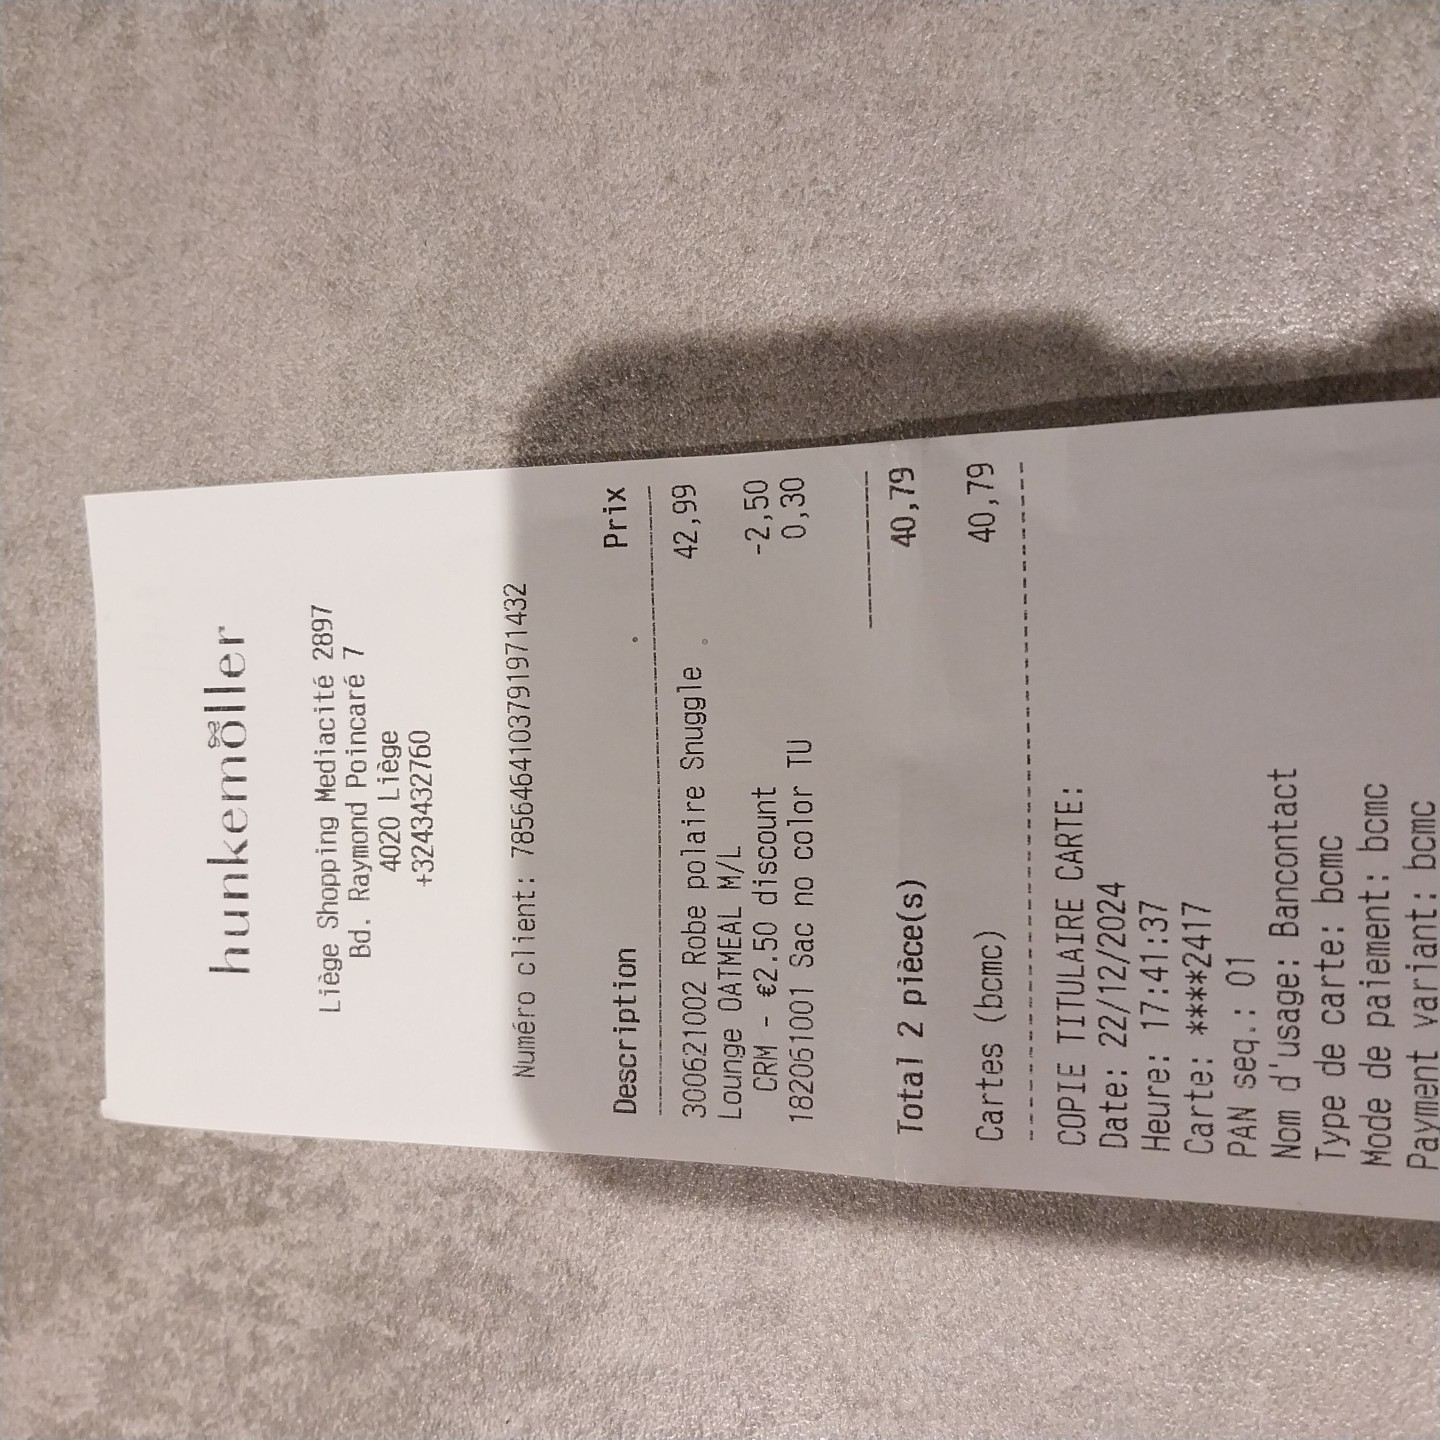 hunkemöller
Liège Shopping Mediacité 2897
Bd. Raymond Poincaré 7
4020 Liège
+3243432760
Numéro client: 7856464103791971432
Description Prix
300621002 Robe polaire Snuggle 42,99
Lounge OATMEAL M/L
CRM - €2.50 discount -2,50
182061001 Sac no color TU 0,30
Total 2 pièce(s) 40,79
Cartes (bcmc) 40,79
COPIE TITULAIRE CARTE:
Date: 22/12/2024
Heure: 17:41:37
Carte: ****2417
PAN seq.: 01
Nom d'usage: Bancontact
Type de carte: bcmc
Mode de paiement: bcmc
Payment variant: bcmc